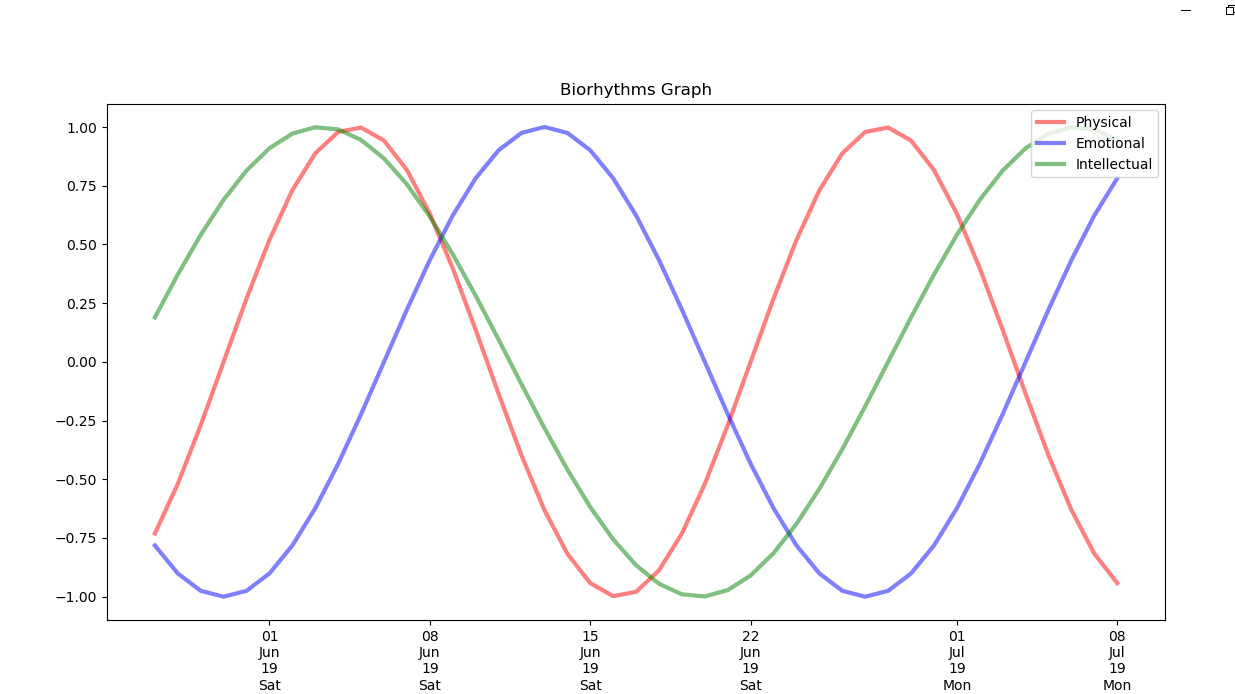 Biorhythms Graph
Physical
Emotional
Intellectual
1.00
0.75
0.50
0.25
0.00
−0.25
−0.50
−0.75
−1.00
01
Jun
19
Sat
08
Jun
19
Sat
15
Jun
19
Sat
22
Jun
19
Sat
01
Jul
19
Mon
08
Jul
19
Mon